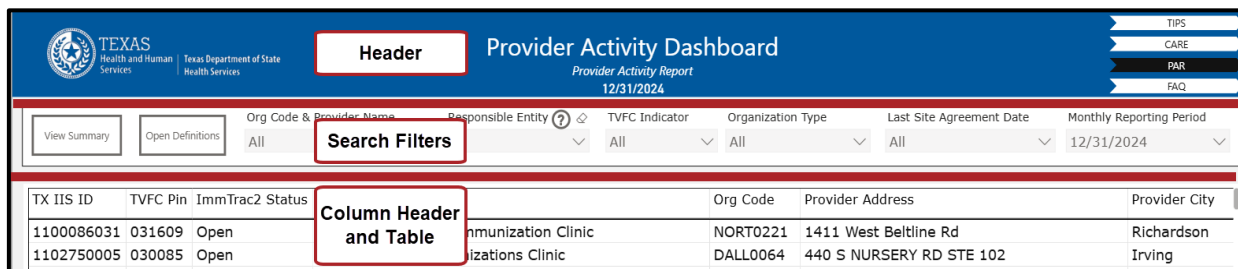 TEXAS
Health and Human
Services
Texas Department of State
Health Services
Header
Provider Activity Dashboard
Provider Activity Report
12/31/2024
TIPS
CARE
PAR
FAQ
View Summary
Open Definitions
Org Code & Provider Name
All
Search Filters
Responsible Entity ?
TVFC Indicator
All
Organization Type
All
Last Site Agreement Date
All
Monthly Reporting Period
12/31/2024
TX IIS ID TVFC Pin ImmTrac2 Status Org Code Provider Address Provider City
Column Header
and Table
1100086031 031609 Open Clinic NORT0221 1411 West Beltline Rd Richardson
1102750005 030085 Open Clinic DALL0064 440 S NURSERY RD STE 102 Irving